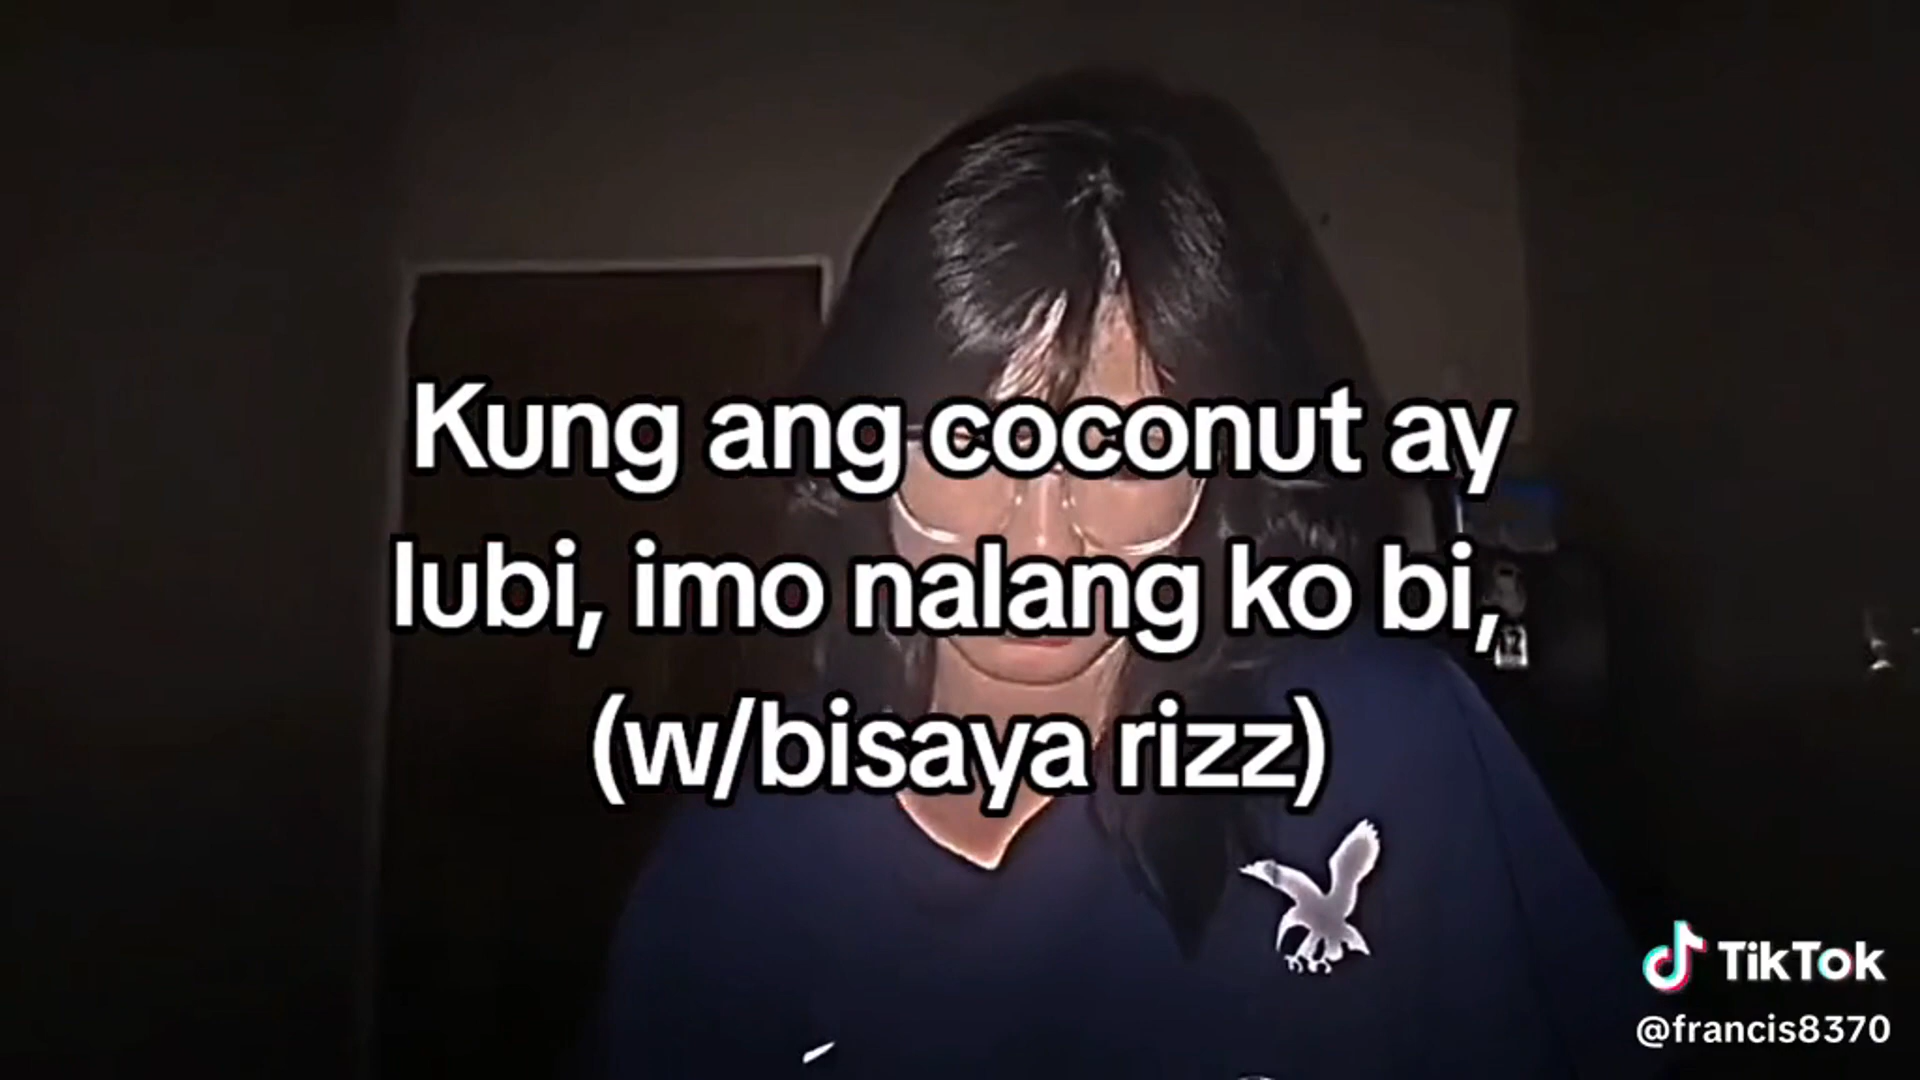 Kung ang coconut ay
lubi, imo nalang ko bi,
(w/bisaya rizz)
TikTok
@francis8370